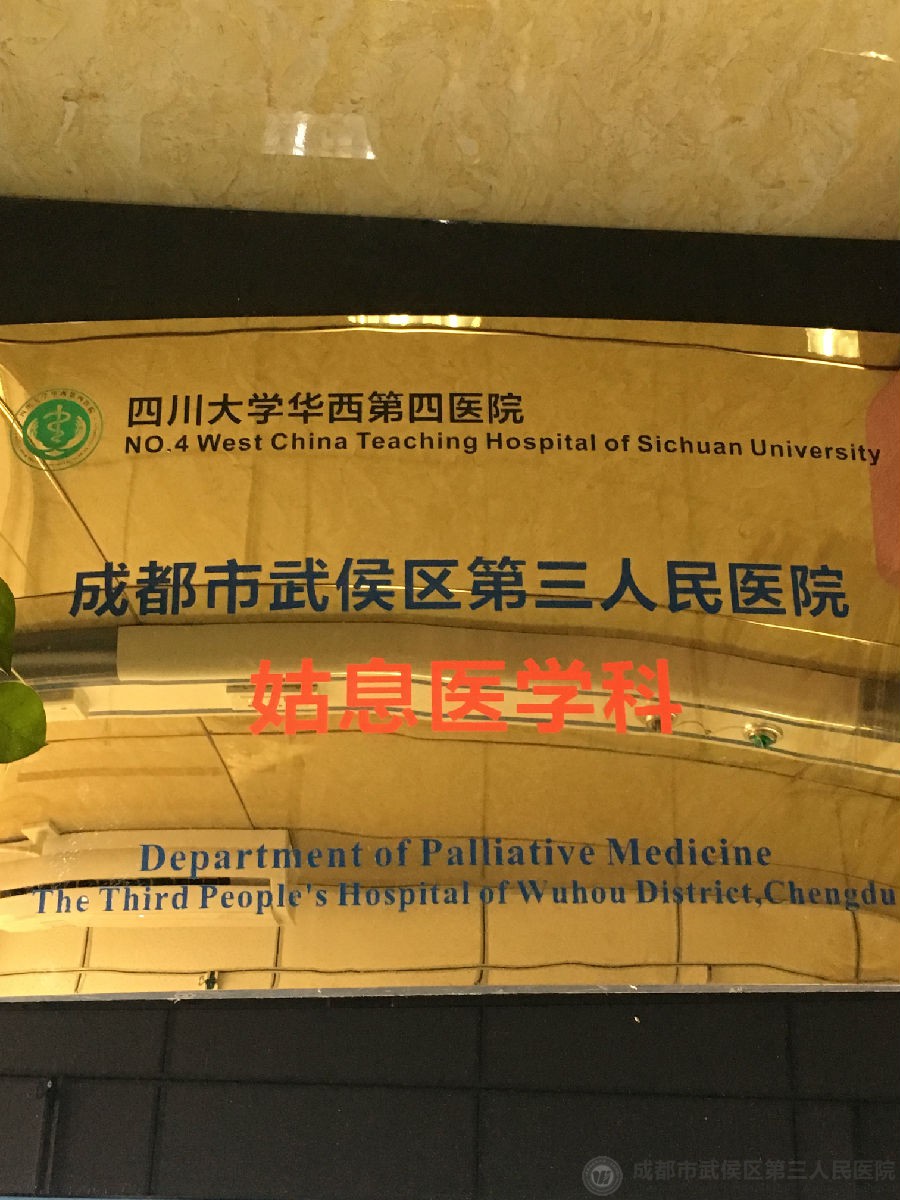 四川大学华西第四医院
NO.4 West China Teaching Hospital of Sichuan University
成都市武侯区第三人民医院
姑息医学科
Department of Palliative Medicine
The Third People's Hospital of Wuhou District,Chengdu
成都市武侯区第三人民医院